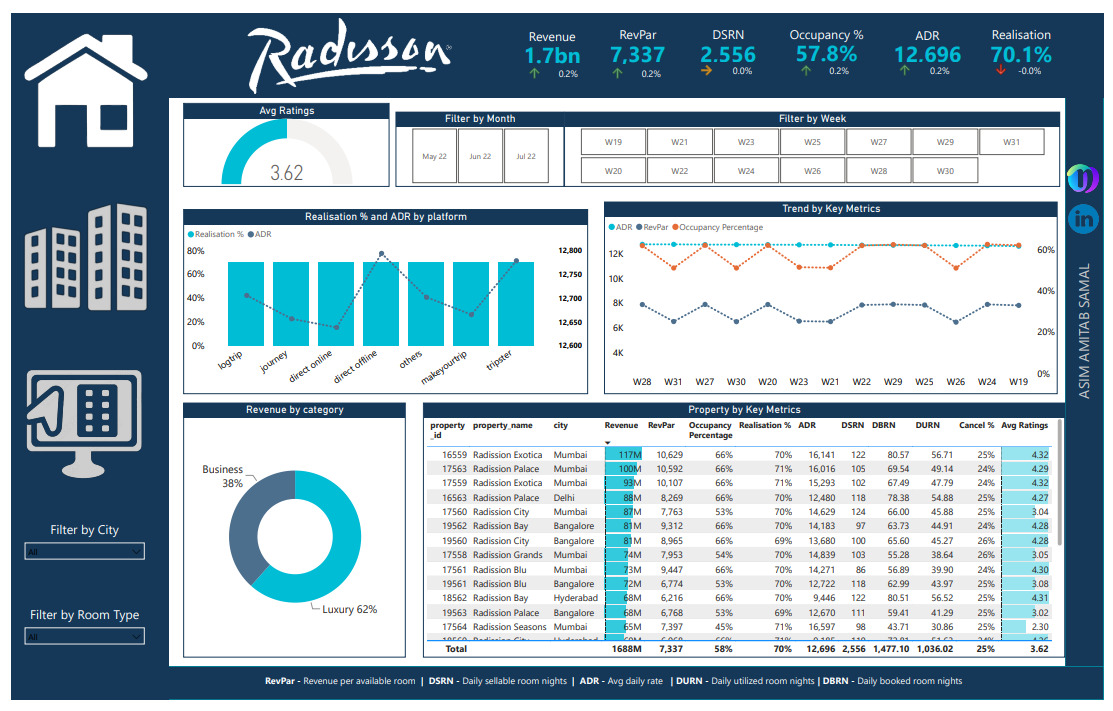 Radisson
Revenue
1.7bn
0.2%
RevPar
7,337
0.2%
DSRN
2.556
0.0%
Occupancy %
57.8%
0.2%
ADR
12.696
0.2%
Realisation
70.1%
-0.0%
Avg Ratings
3.62
Filter by Month
May 22 Jun 22 Jul 22
Filter by Week
W19 W21 W23 W25 W27 W29 W31
W20 W22 W24 W26 W28 W30
in
ASIM AMITAB SAMAL
Realisation % and ADR by platform
Realisation % ADR
80% 12,800
60% 12,750
40% 12,700
20% 12,650
0% 12,600
logtrip journey direct online direct offline others makeyourtrip tripster
Trend by Key Metrics
ADR RevPar Occupancy Percentage
12K 60%
10K
8K 40%
6K 20%
4K 0%
W28 W31 W27 W30 W20 W23 W21 W22 W29 W25 W26 W24 W19
Filter by City
All
Filter by Room Type
All
Revenue by category
Business
38%
Luxury 62%
Property by Key Metrics
property property_name city Revenue RevPar Occupancy Realisation % ADR DSRN DBRN DURN Cancel % Avg Ratings
_id Percentage
16559 Radission Exotica Mumbai 117M 10,629 66% 70% 16,141 122 80.57 56.71 25% 4.32
17563 Radission Palace Mumbai 100M 10,592 66% 71% 16,016 105 69.54 49.14 24% 4.29
17559 Radission Exotica Mumbai 93M 10,107 66% 71% 15,293 102 67.49 47.79 24% 4.32
16563 Radission Palace Delhi 88M 8,269 66% 70% 12,480 118 78.38 54.88 25% 4.27
17560 Radission City Mumbai 87M 7,763 53% 70% 14,629 124 66.00 45.88 25% 3.04
19562 Radission Bay Bangalore 81M 9,312 66% 70% 14,183 97 63.73 44.91 24% 4.28
19560 Radission City Bangalore 81M 8,965 66% 69% 13,680 100 65.60 45.27 26% 4.28
17558 Radission Grands Mumbai 74M 7,953 54% 70% 14,839 103 55.28 38.64 26% 3.05
17561 Radission Blu Mumbai 73M 9,447 66% 70% 14,271 86 56.89 39.90 24% 4.30
19561 Radission Blu Bangalore 72M 6,774 53% 70% 12,722 118 62.99 43.97 25% 3.08
18562 Radission Bay Hyderabad 68M 6,216 66% 70% 9,446 122 80.51 56.52 25% 4.31
19563 Radission Palace Bangalore 68M 6,768 53% 69% 12,670 111 59.41 41.29 25% 3.02
17564 Radission Seasons Mumbai 65M 7,397 45% 71% 16,597 98 43.71 30.86 25% 2.30
Total 1688M 7,337 58% 70% 12,696 2,556 1,477.10 1,036.02 25% 3.62
RevPar - Revenue per available room | DSRN - Daily sellable room nights | ADR - Avg daily rate | DURN - Daily utilized room nights | DBRN - Daily booked room nights